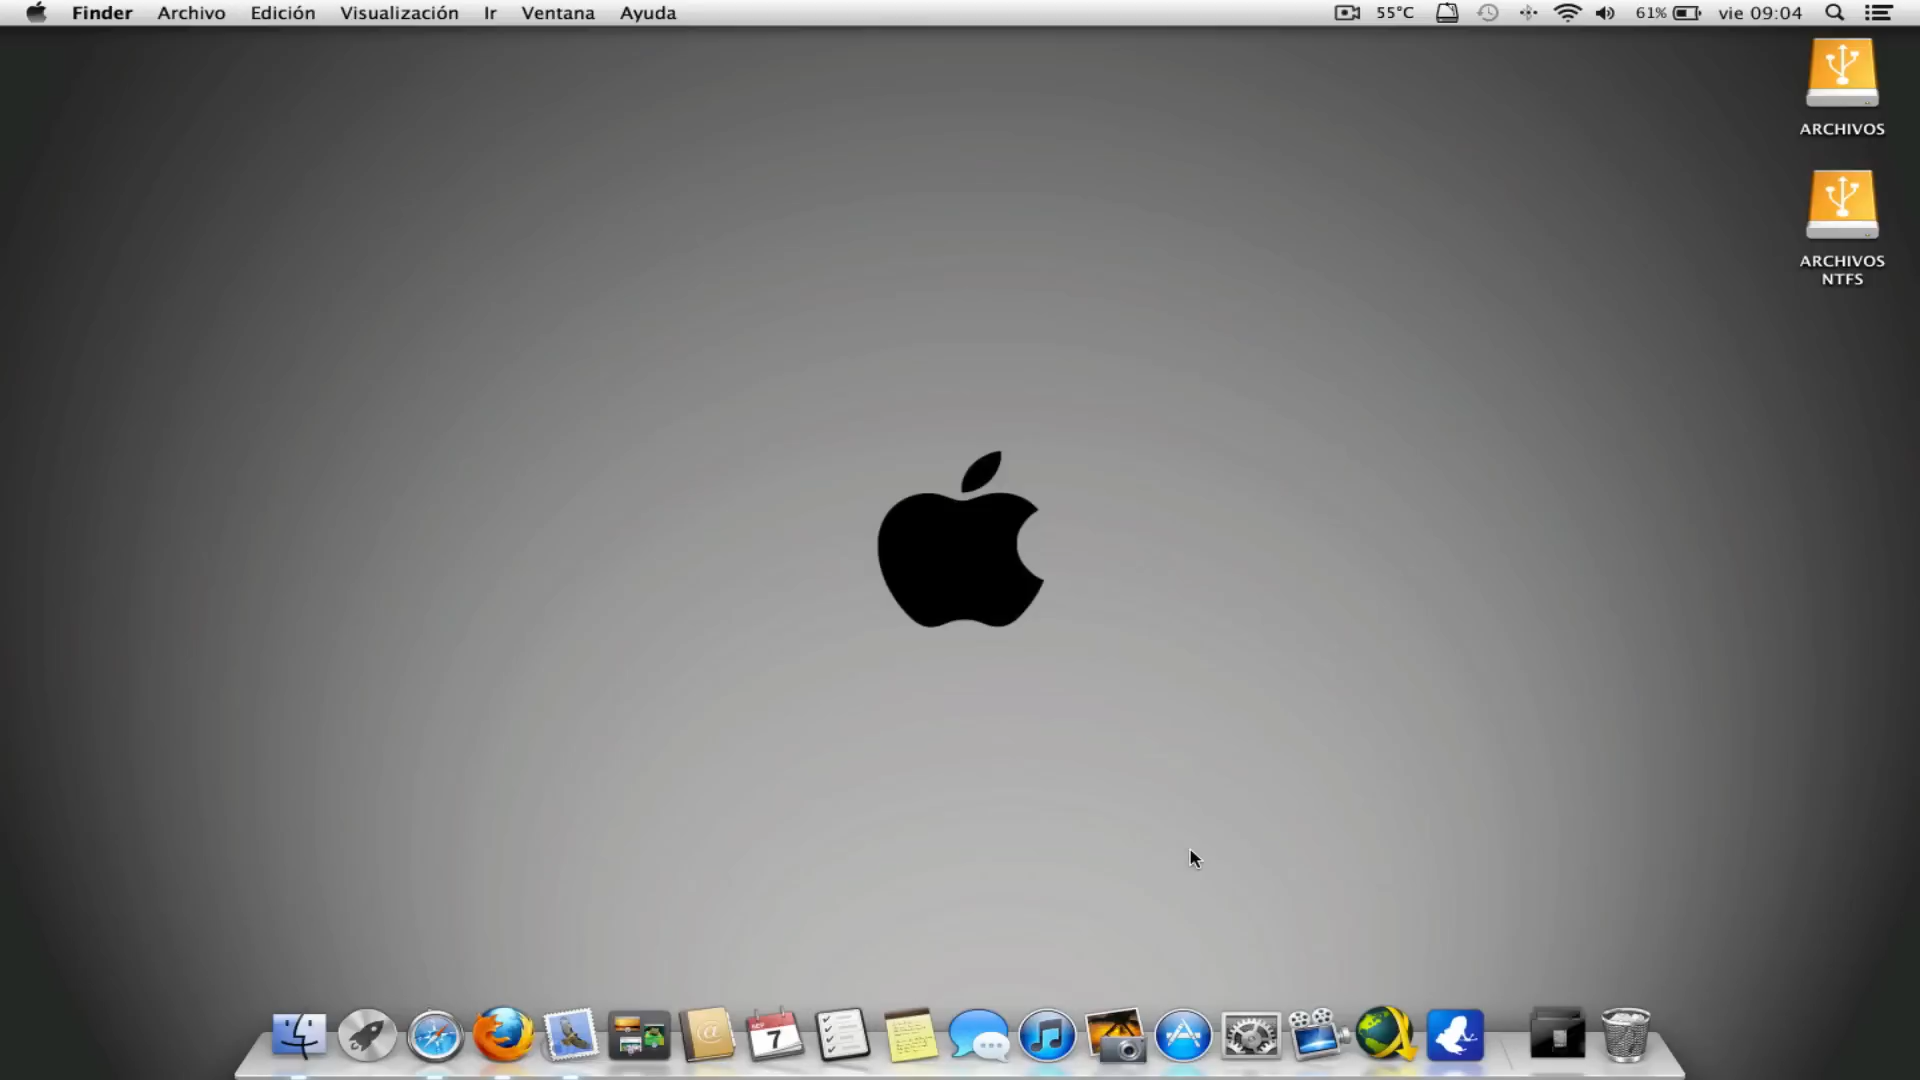 Finder Archivo Edición Visualización Ir Ventana Ayuda 55°C 61% vie 09:04
ARCHIVOS
ARCHIVOS
NTFS
7